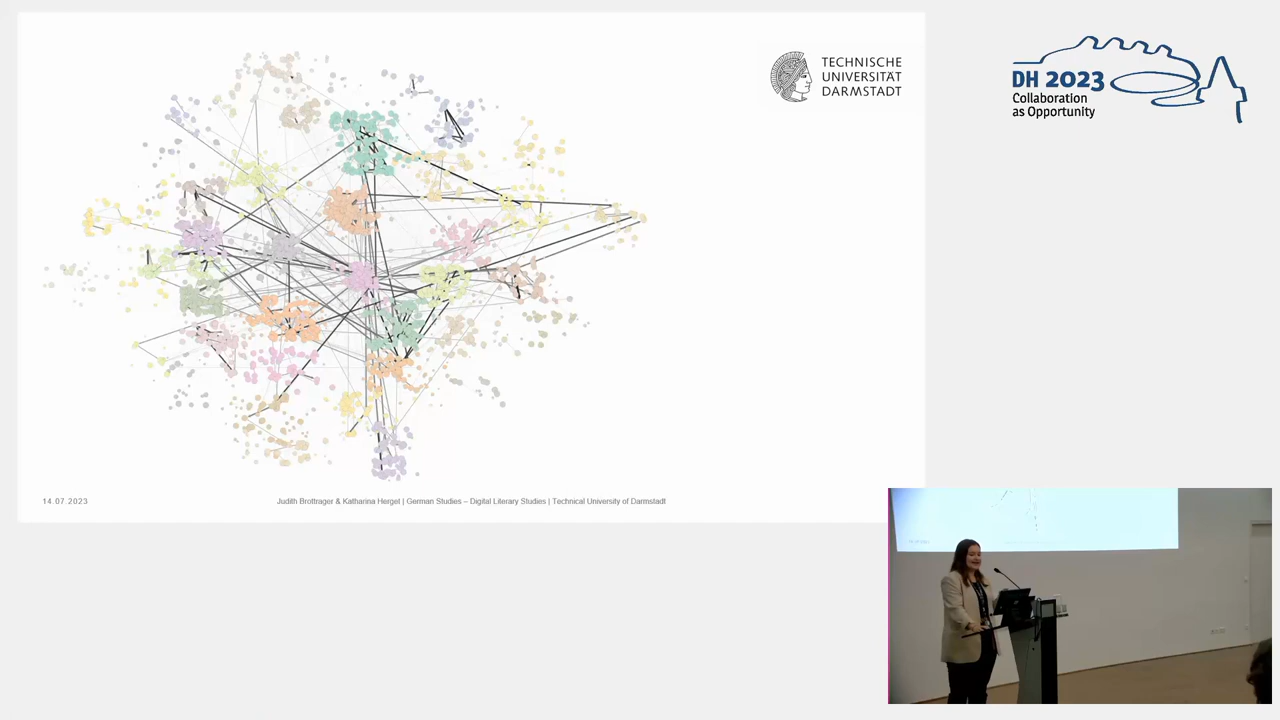 TECHNISCHE
UNIVERSITÄT
DARMSTADT
DH 2023
Collaboration
as Opportunity
14.07.2023
Judith Brottrager & Katharina Herget | German Studies – Digital Literary Studies | Technical University of Darmstadt